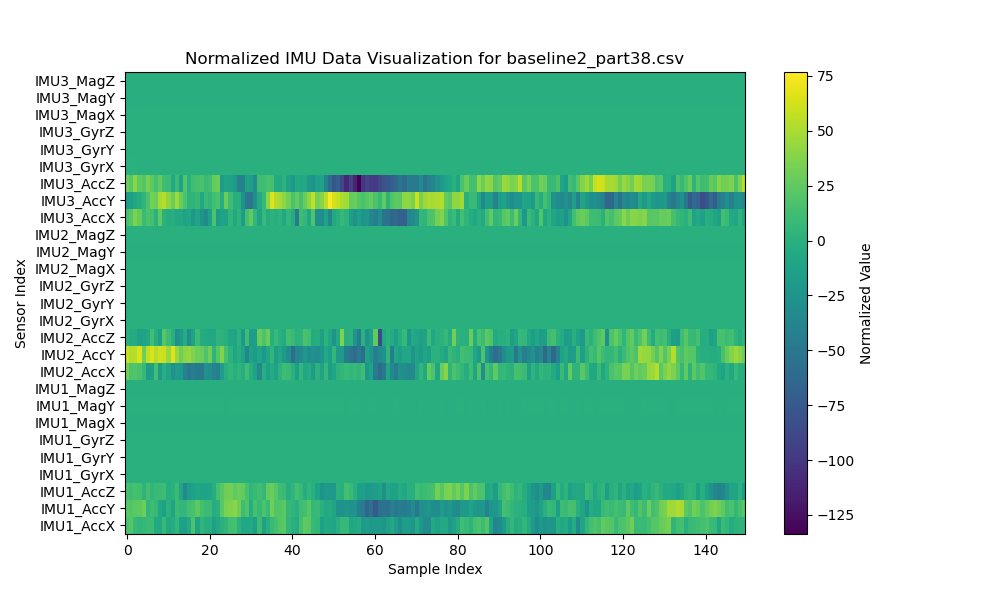 Normalized IMU Data Visualization for baseline2_part38.csv
IMU3_MagZ
IMU3_MagY
IMU3_MagX
IMU3_GyrZ
IMU3_GyrY
IMU3_GyrX
IMU3_AccZ
IMU3_AccY
IMU3_AccX
IMU2_MagZ
IMU2_MagY
IMU2_MagX
IMU2_GyrZ
IMU2_GyrY
IMU2_GyrX
IMU2_AccZ
IMU2_AccY
IMU2_AccX
IMU1_MagZ
IMU1_MagY
IMU1_MagX
IMU1_GyrZ
IMU1_GyrY
IMU1_GyrX
IMU1_AccZ
IMU1_AccY
IMU1_AccX
Sensor Index
0 20 40 60 80 100 120 140
Sample Index
75
50
25
0
−25
−50
−75
−100
−125
Normalized Value